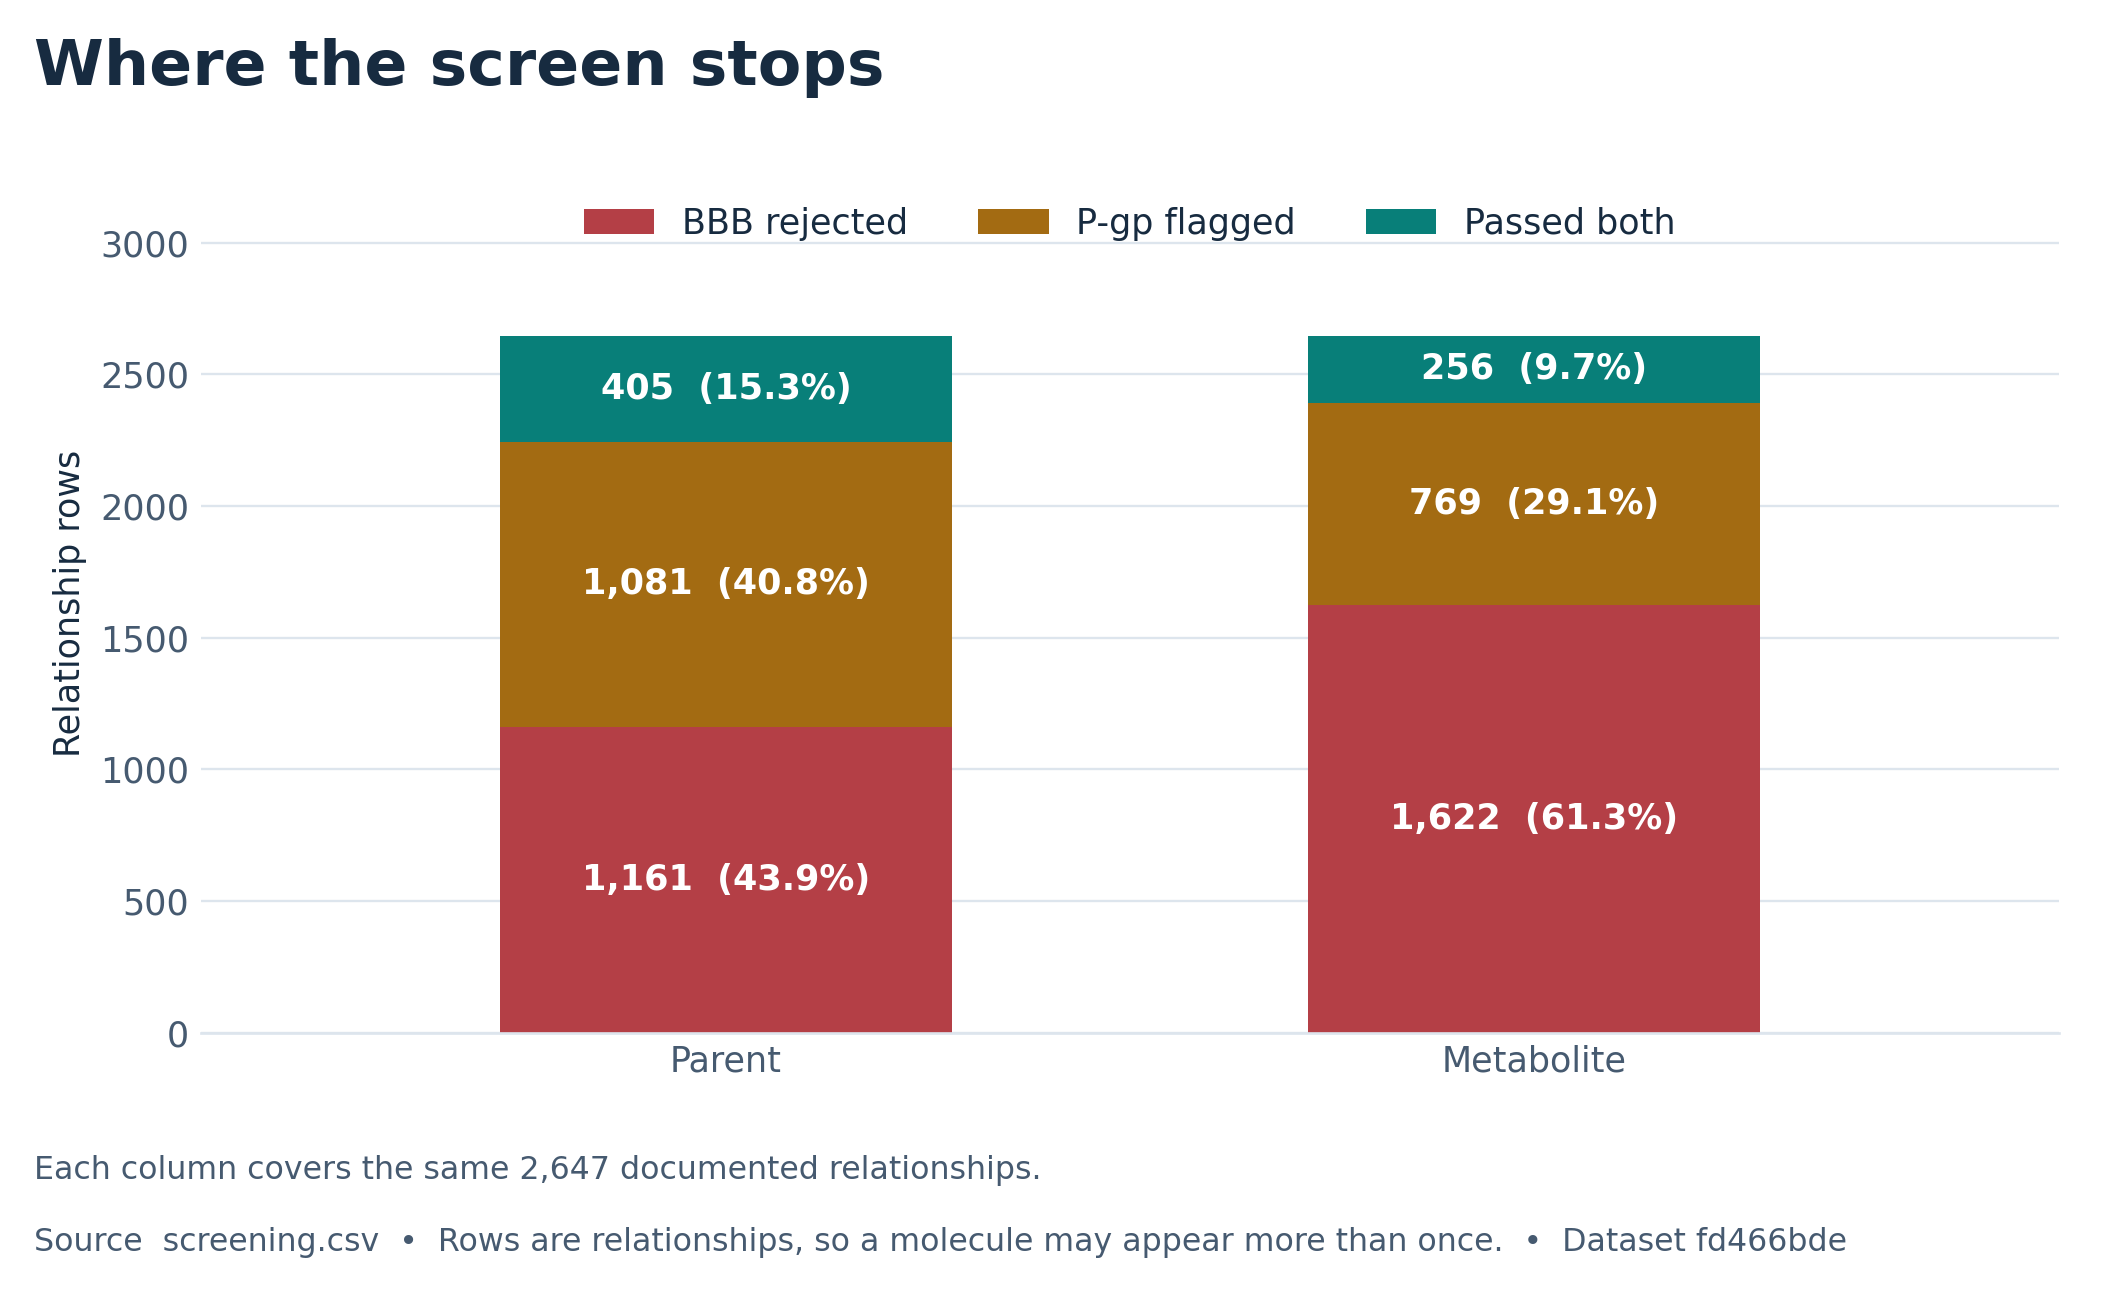 Where the screen stops
BBB rejected
P-gp flagged
Passed both
Relationship rows
3000
2500
2000
1500
1000
500
0
405 (15.3%)
1,081 (40.8%)
1,161 (43.9%)
256 (9.7%)
769 (29.1%)
1,622 (61.3%)
Parent
Metabolite
Each column covers the same 2,647 documented relationships.
Source screening.csv • Rows are relationships, so a molecule may appear more than once. • Dataset fd466bde